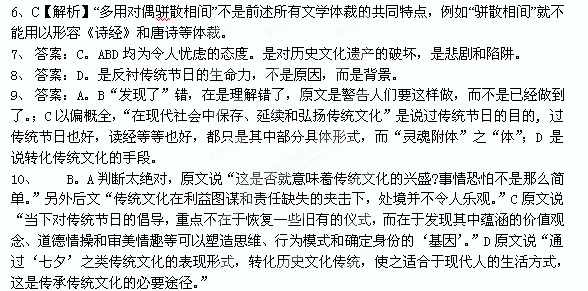 6、C【解析】“多用对偶骈散相间”不是前述所有文学体裁的共同特点，例如“骈散相间”就不
能用以形容《诗经》和唐诗等体裁。
7、 答案：C。ABD 均为令人忧虑的态度。是对历史文化遗产的破坏，是悲剧和陷阱。
8、 答案：D。是反衬传统节日的生命力，不是原因，而是背景。
9、 答案：A。B“发现了”错，在是理解错了，原文是警告人们要这样做，而不是已经做到
了。；C 以偏概全，“在现代社会中保存、延续和弘扬传统文化”是说过传统节日的目的, 过
传统节日也好，读经等等也好，都只是其中部分具体形式，而“灵魂附体”之“体”；D 是
说转化传统文化的手段。
10、 B。A 判断太绝对，原文说“这是否就意味着传统文化的兴盛?事情恐怕不是那么简
单。”另外后文“传统文化在利益图谋和责任缺失的夹击下，处境并不令人乐观。”C 原文说
“当下对传统节日的倡导，重点不在于恢复一些旧有的仪式，而在于发现其中蕴涵的价值观
念、道德情操和审美情趣等可以塑造思维、行为模式和确定身份的‘基因’。”D 原文说“通
过‘七夕’之类传统文化的表现形式，转化历史文化传统，使之适合于现代人的生活方式，
这是传承传统文化的必要途径。”